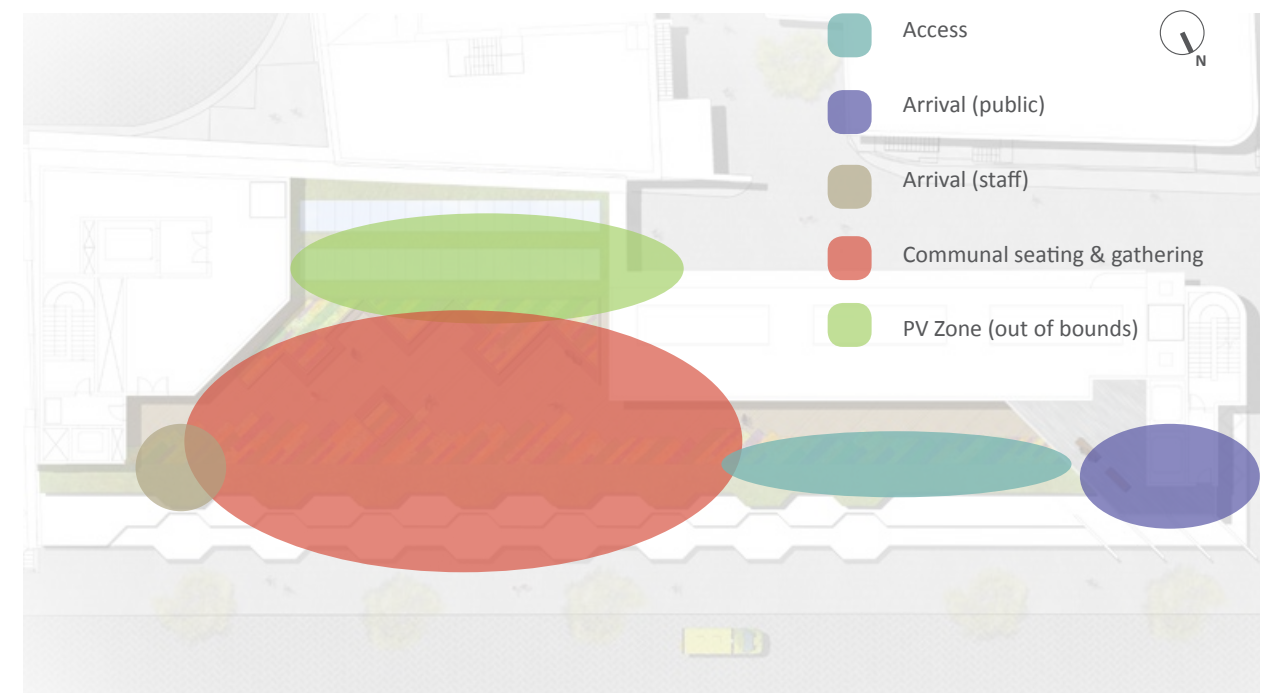 Access
N
Arrival (public)
Arrival (staff)
Communal seating & gathering
PV Zone (out of bounds)